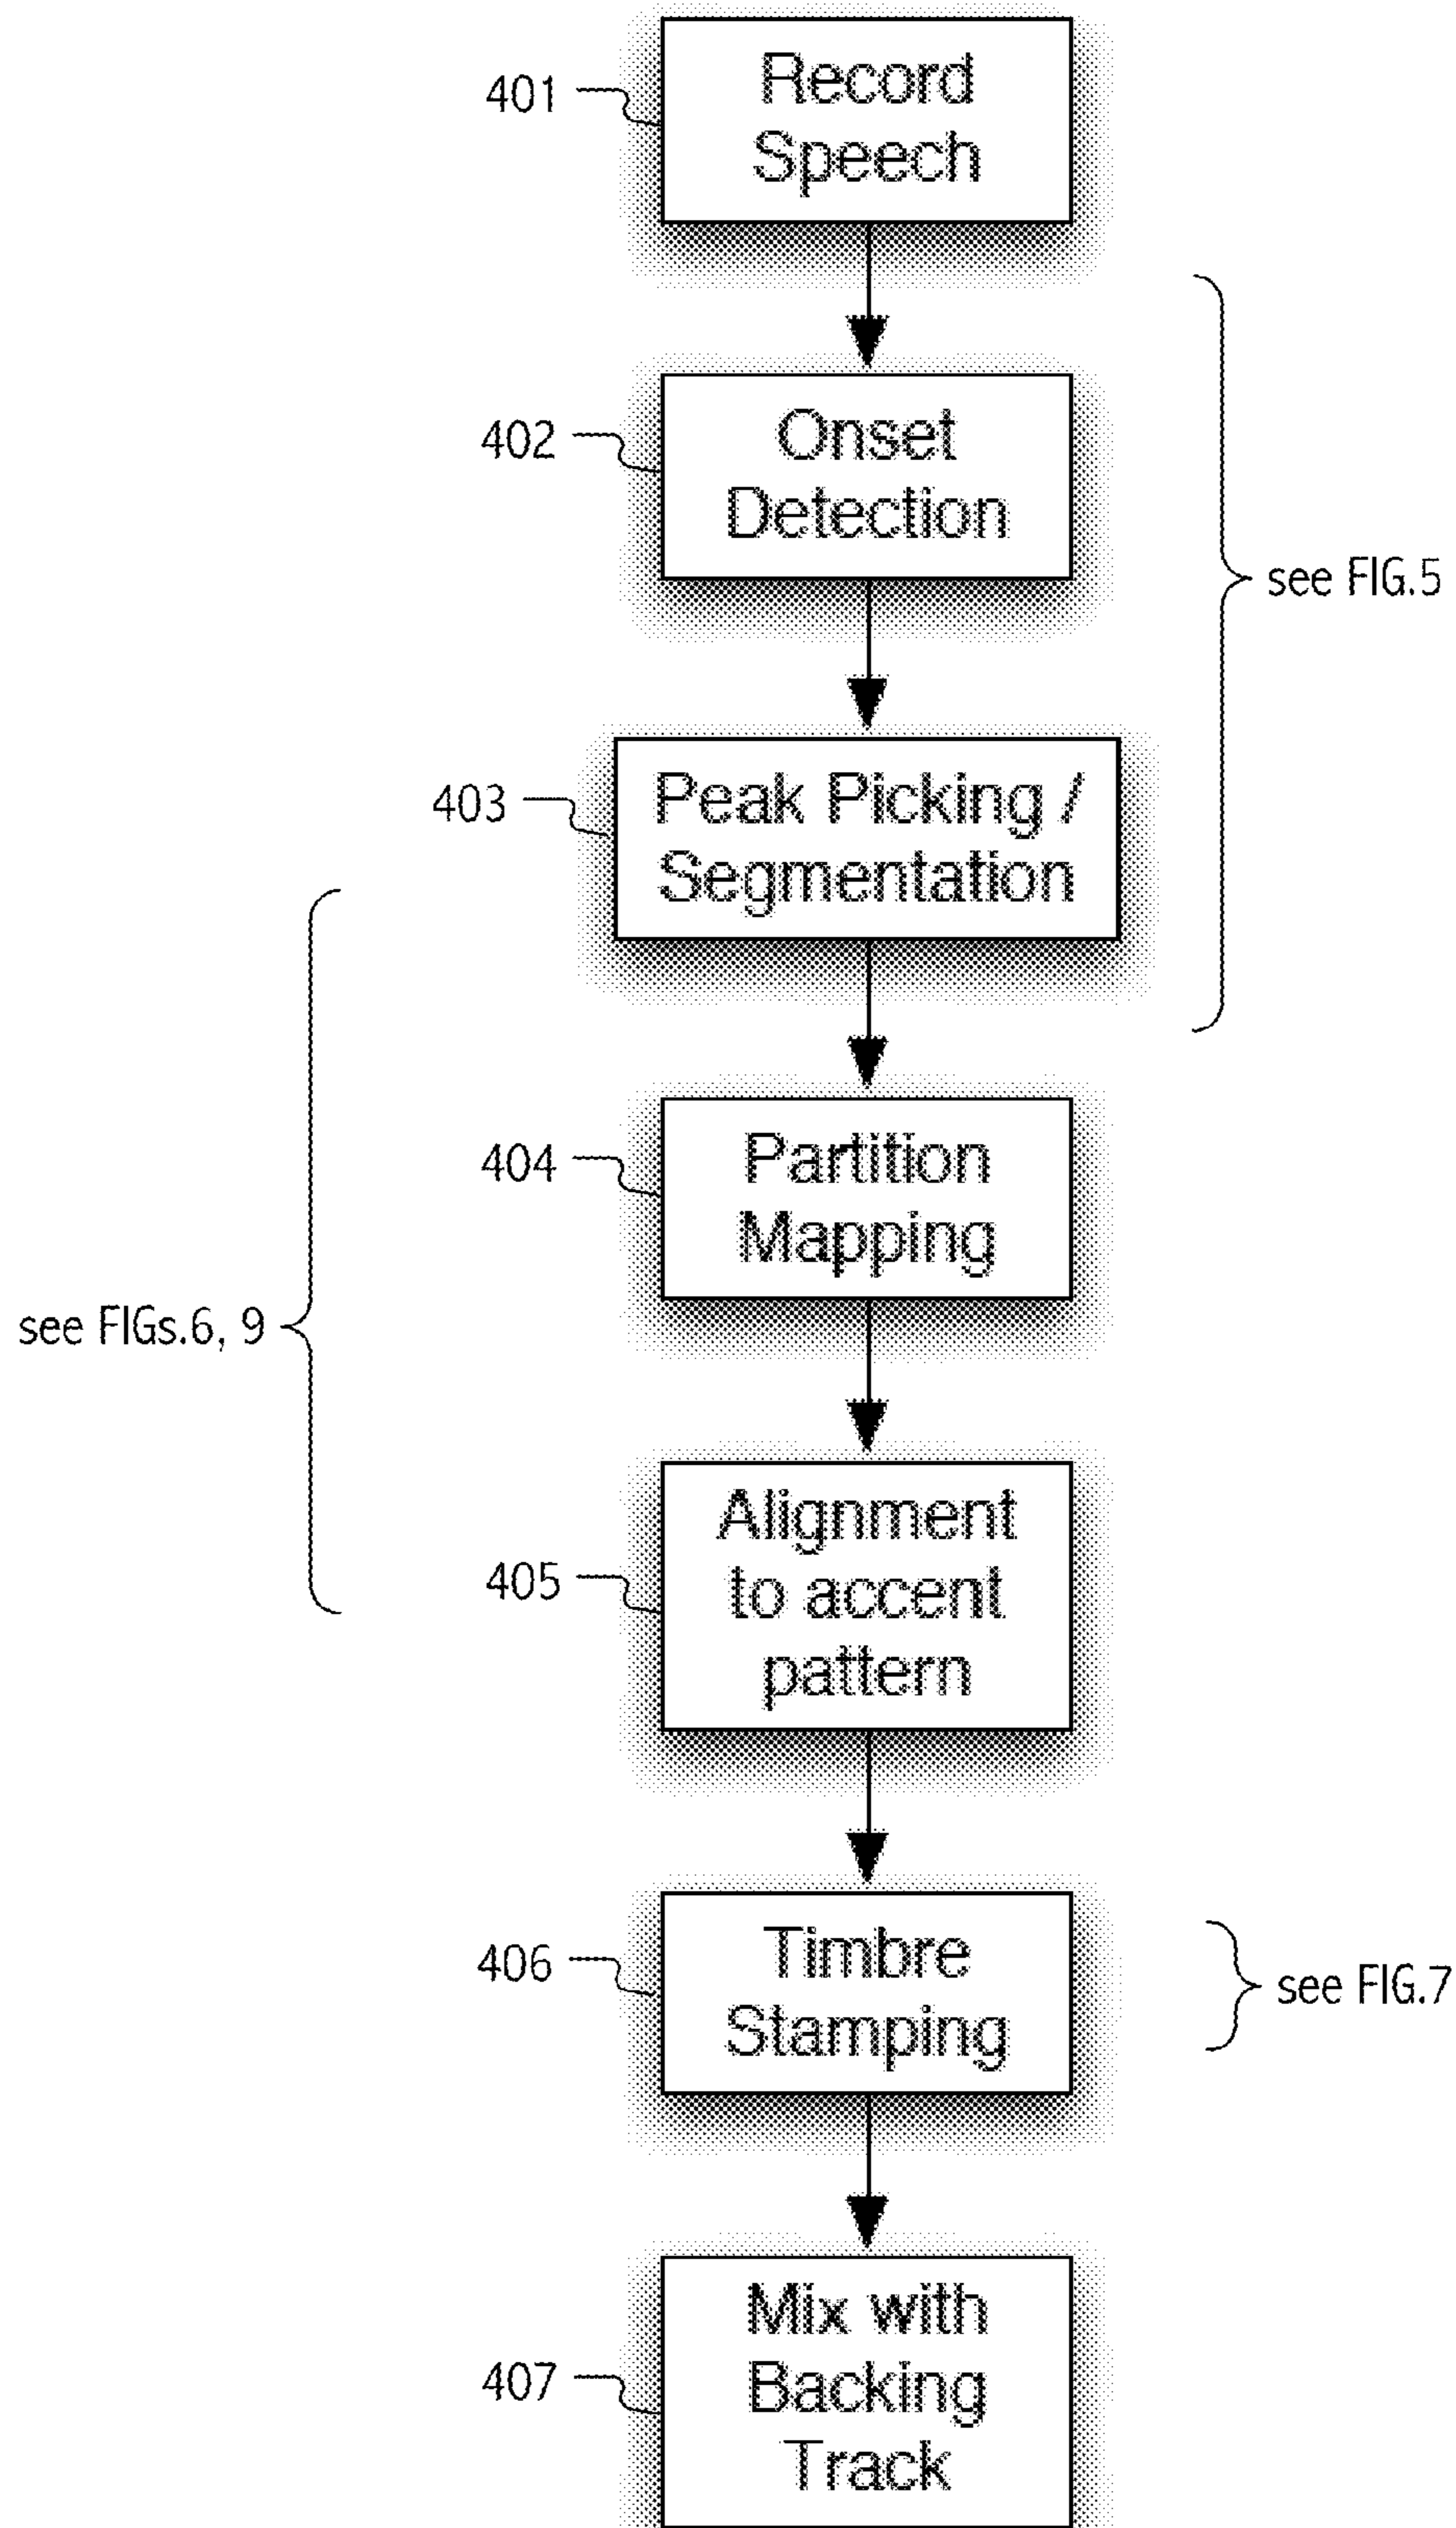 401
Record
Speech
402
Onset
Detection
see FIG.5
403
Peak Picking /
Segmentation
404
Partition
Mapping
see FIGs.6, 9
405
Alignment
to accent
pattern
406
Timbre
Stamping
see FIG.7
407
Mix with
Backing
Track